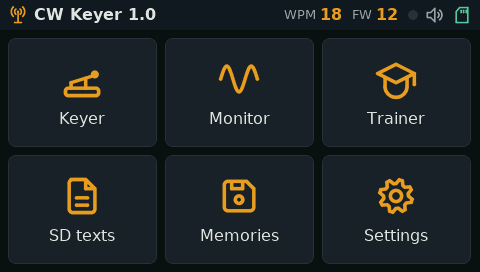 CW Keyer 1.0 WPM 18 FW 12
Keyer Monitor Trainer
SD texts Memories Settings